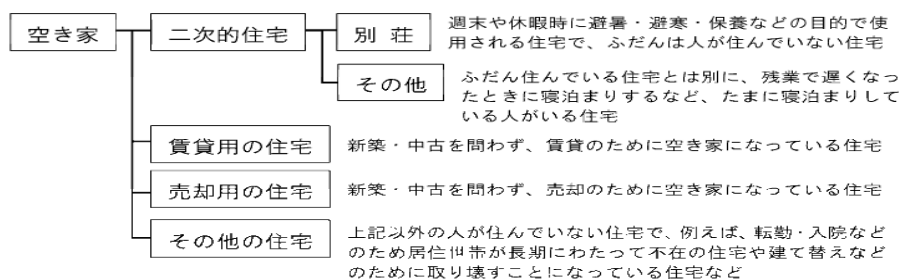 空き家
二次的住宅
別 荘
週末や休暇時に避暑・避寒・保養などの目的で使
用される住宅で、ふだんは人が住んでいない住宅
その他
ふだん住んでいる住宅とは別に、残業で遅くなっ
たときに寝泊まりするなど、たまに寝泊まりして
いる人がいる住宅
賃貸用の住宅
新築・中古を問わず、賃貸のために空き家になっている住宅
売却用の住宅
新築・中古を問わず、売却のために空き家になっている住宅
その他の住宅
上記以外の人が住んでいない住宅で、例えば、転勤・入院など
のため居住世帯が長期にわたって不在の住宅や建て替えなど
のために取り壊すことになっている住宅など